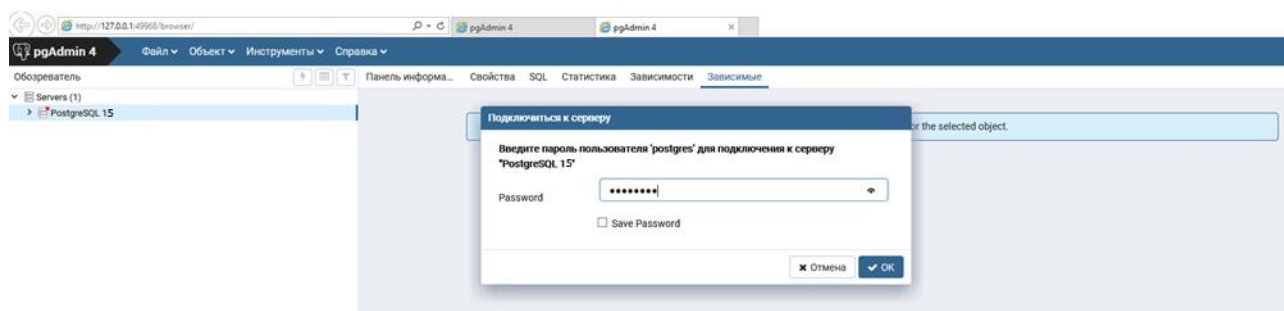 http://127.0.0.1:49968/browser/ pgAdmin 4 pgAdmin 4
pgAdmin 4 Файл Объект Инструменты Справка
Обозреватель Панель информа... Свойства SQL Статистика Зависимости Зависимые
Servers (1)
PostgreSQL 15
Подключиться к серверу
or the selected object.
Введите пароль пользователя 'postgres' для подключения к серверу
"PostgreSQL 15"
Password ••••••••
Save Password
Отмена OK